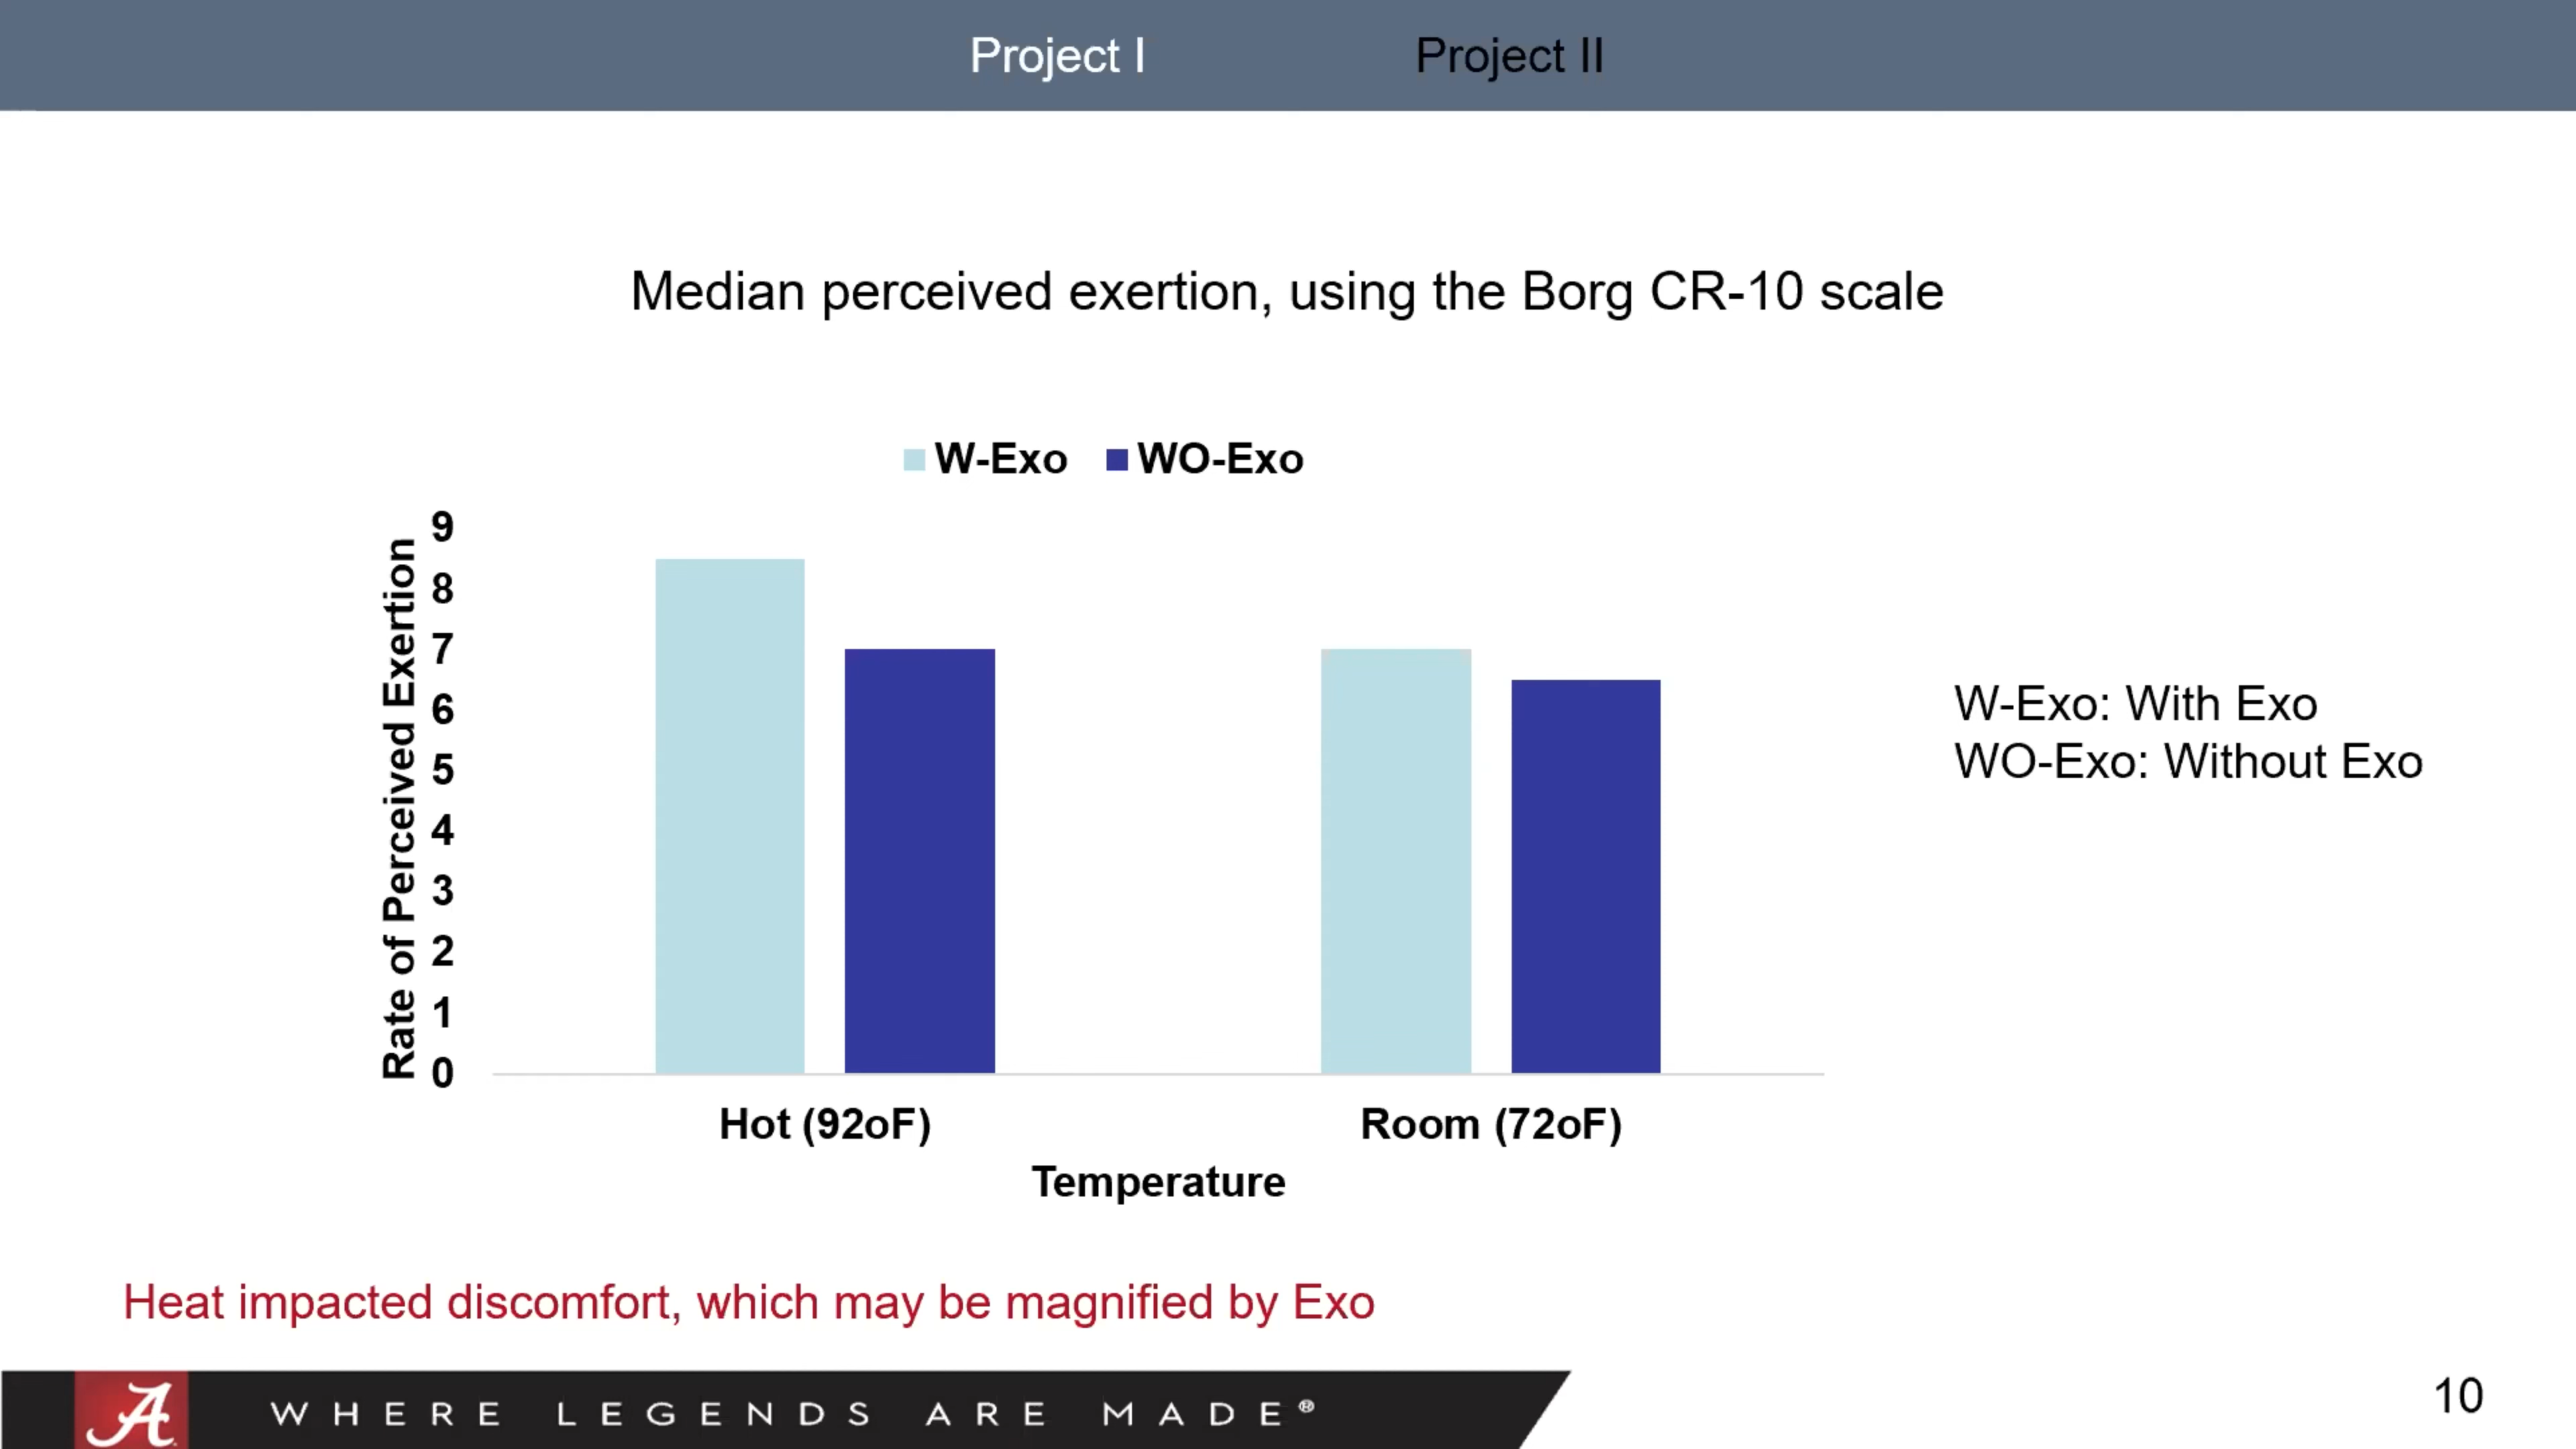 Project I
Project II
Median perceived exertion, using the Borg CR-10 scale
W-Exo
WO-Exo
Rate of Perceived Exertion
9
8
7
6
5
4
3
2
1
0
Hot (92oF)
Room (72oF)
Temperature
W-Exo: With Exo
WO-Exo: Without Exo
Heat impacted discomfort, which may be magnified by Exo
A
WHERE LEGENDS ARE MADE®
10